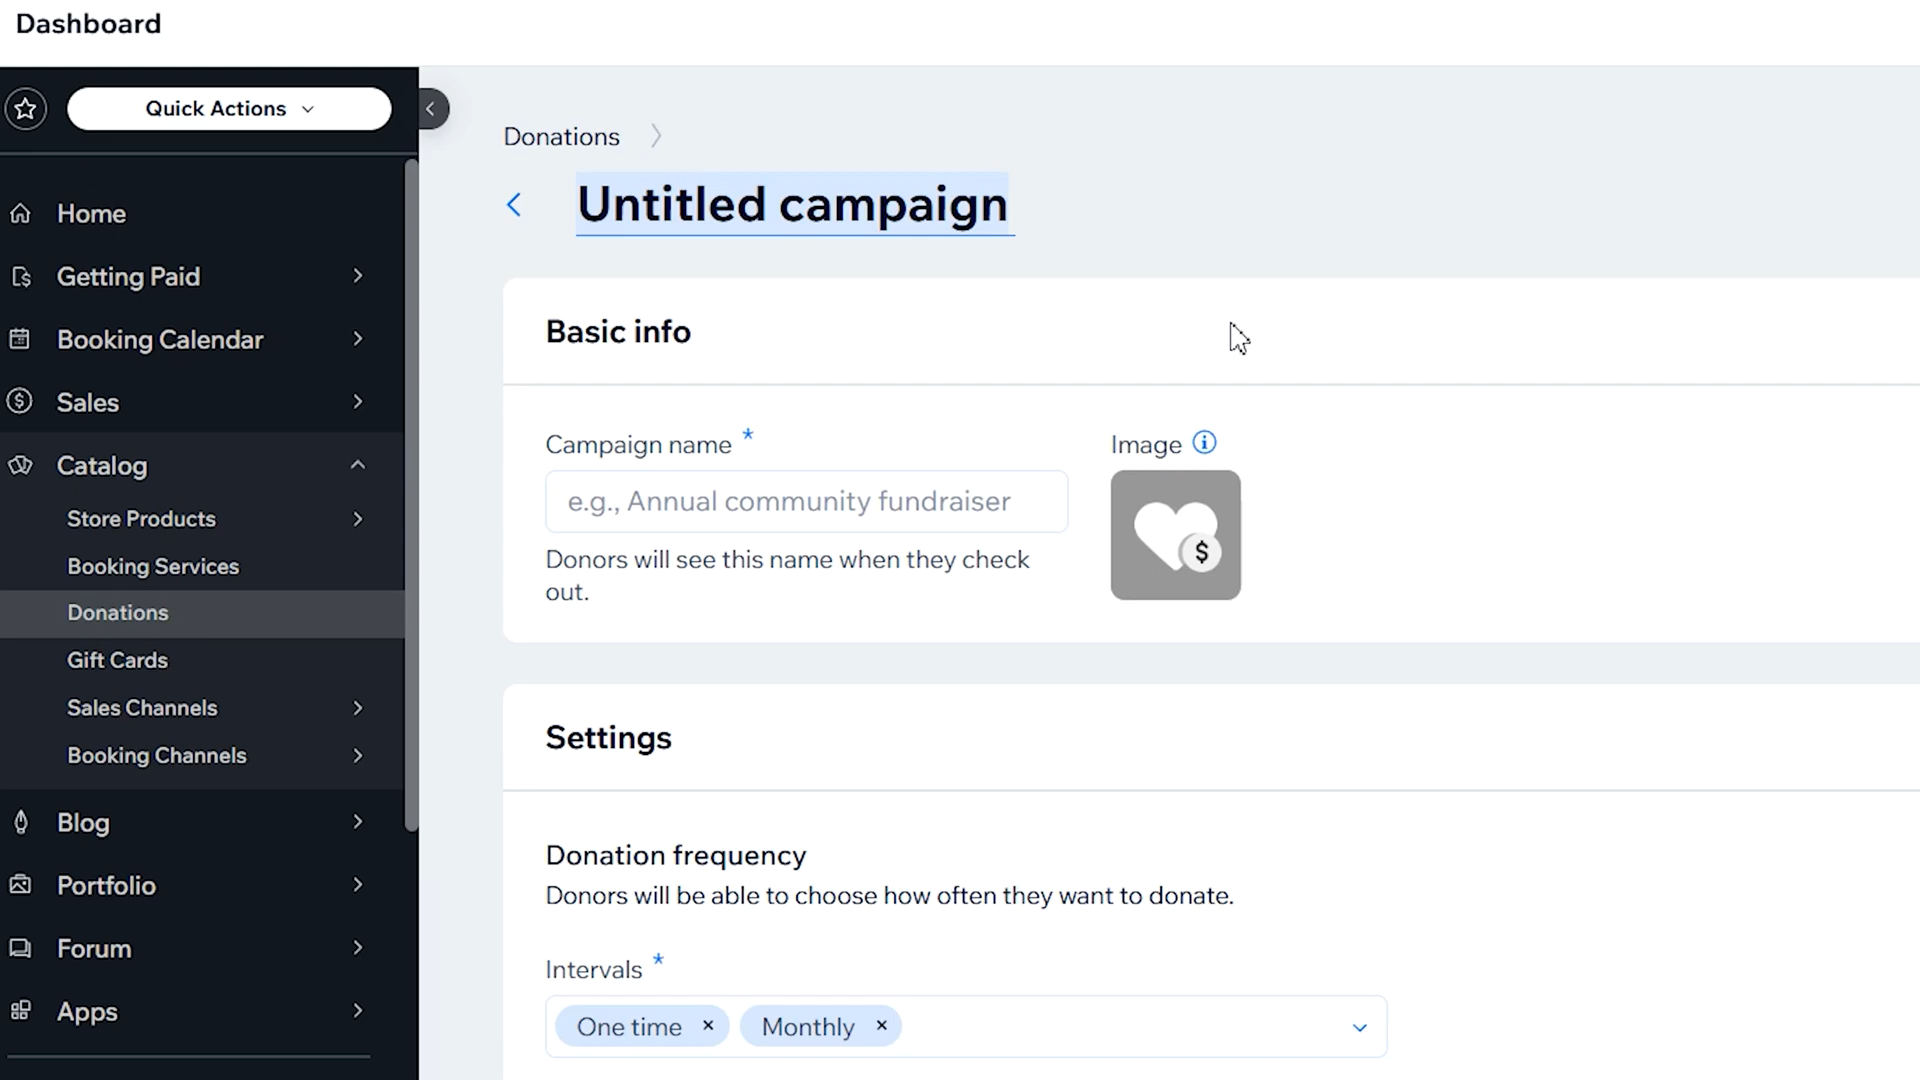 Dashboard
Quick Actions
Home
Getting Paid
Booking Calendar
Sales
Catalog
Store Products
Booking Services
Donations
Gift Cards
Sales Channels
Booking Channels
Blog
Portfolio
Forum
Apps
Donations
Untitled campaign
Basic info
Campaign name *
e.g., Annual community fundraiser
Donors will see this name when they check
out.
Image
$
Settings
Donation frequency
Donors will be able to choose how often they want to donate.
Intervals *
One time × Monthly ×